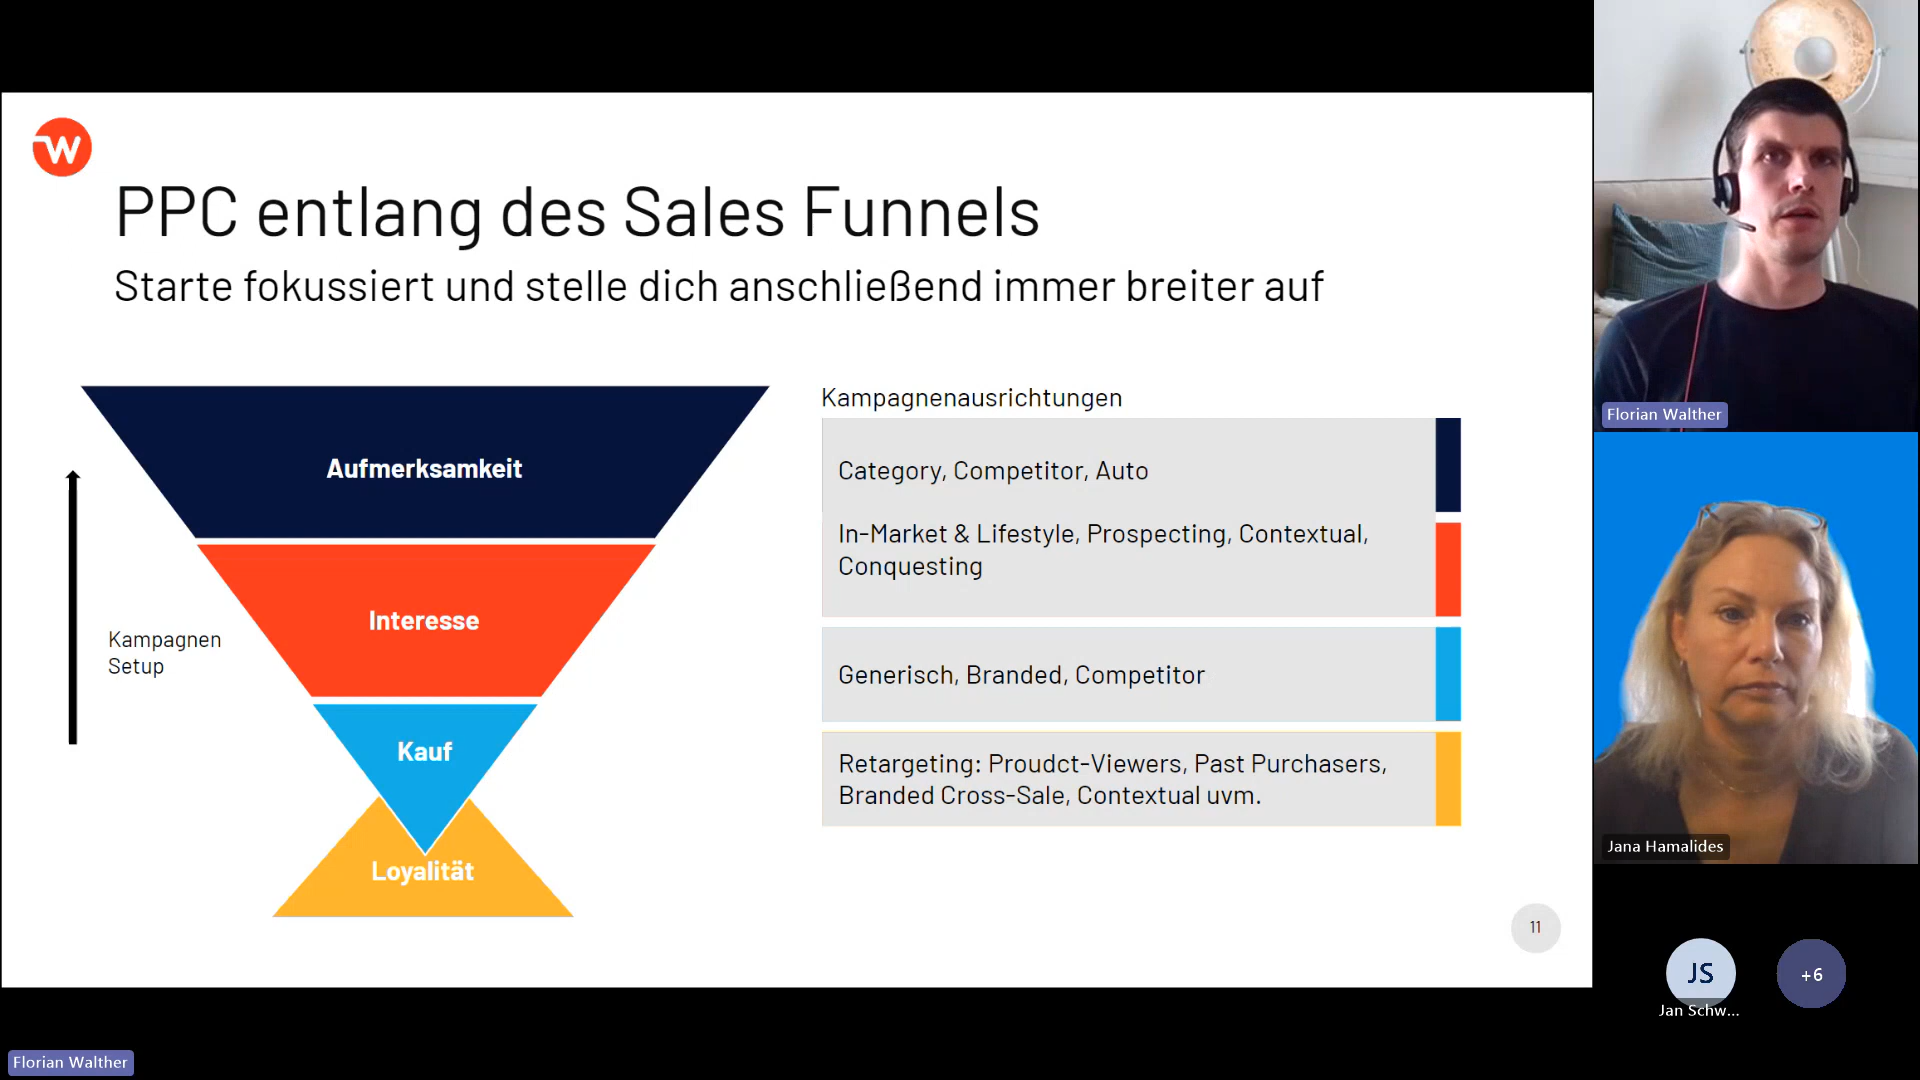 W
PPC entlang des Sales Funnels
Starte fokussiert und stelle dich anschließend immer breiter auf
Aufmerksamkeit
Interesse
Kauf
Loyalität
Kampagnen
Setup
Kampagnenausrichtungen
Category, Competitor, Auto
In-Market & Lifestyle, Prospecting, Contextual,
Conquesting
Generisch, Branded, Competitor
Retargeting: Proudct-Viewers, Past Purchasers,
Branded Cross-Sale, Contextual uvm.
11
Florian Walther
Jana Hamalides
JS
Jan Schw...
+6
Florian Walther